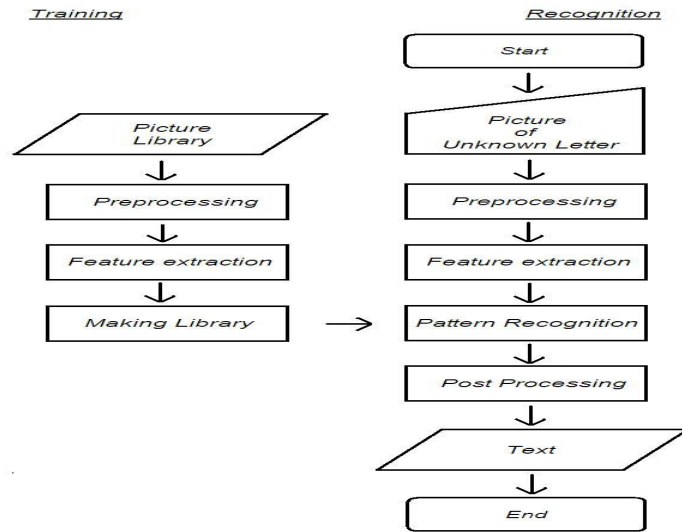 Training
Picture
Library
Preprocessing
Feature extraction
Making Library
Recognition
Start
Picture
of
Unknown Letter
Preprocessing
Feature extraction
Pattern Recognition
Post Processing
Text
End